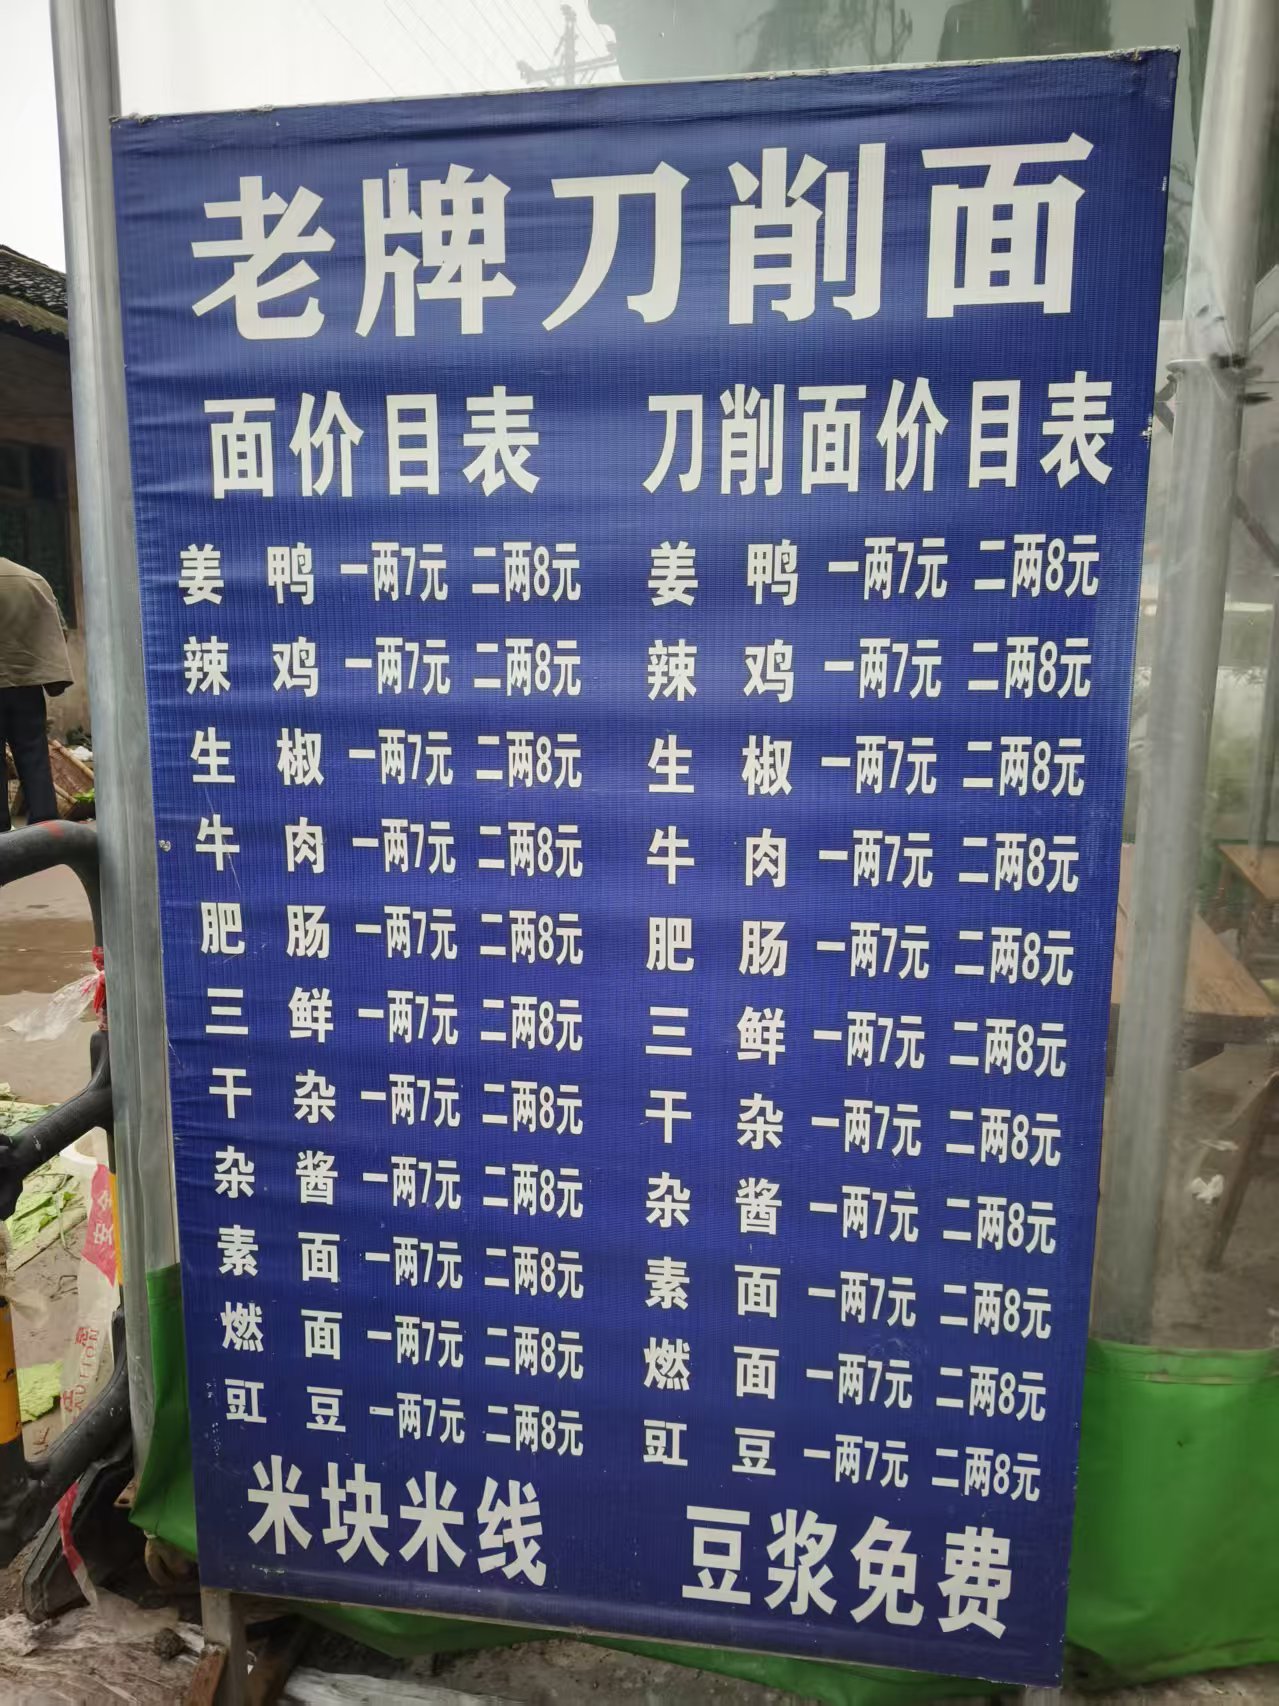 老牌刀削面
面价目表 刀削面价目表
姜鸭 一两7元 二两8元 姜鸭 一两7元 二两8元
辣鸡 一两7元 二两8元 辣鸡 一两7元 二两8元
生椒 一两7元 二两8元 生椒 一两7元 二两8元
牛肉 一两7元 二两8元 牛肉 一两7元 二两8元
肥肠 一两7元 二两8元 肥肠 一两7元 二两8元
三鲜 一两7元 二两8元 三鲜 一两7元 二两8元
干杂 一两7元 二两8元 干杂 一两7元 二两8元
杂酱 一两7元 二两8元 杂酱 一两7元 二两8元
素面 一两7元 二两8元 素面 一两7元 二两8元
燃面 一两7元 二两8元 燃面 一两7元 二两8元
豇豆 一两7元 二两8元 豇豆 一两7元 二两8元
米块米线 豆浆免费